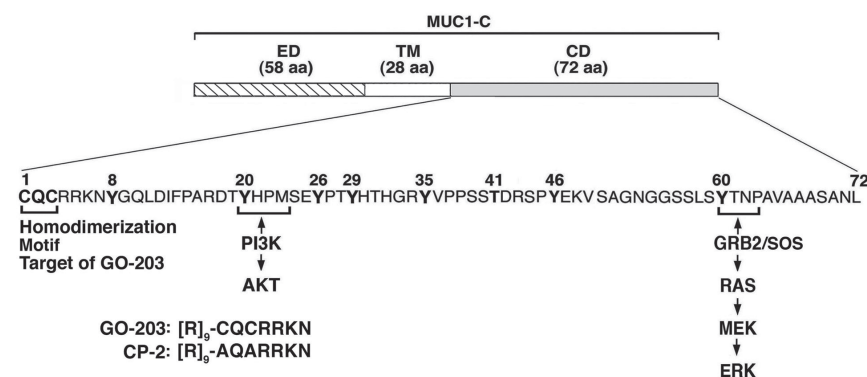 MUC1-C
ED TM CD
(58 aa) (28 aa) (72 aa)
1 8 20 26 29 35 41 46 60 72
CQCRRKNYGQLDIFPARDTYHPMSEYPTYHTHGRYVPPSSTDRSPYEKVSAGNGGSSLSYTNPAVAAASANL
Homodimerization
Motif PI3K GRB2/SOS
Target of GO-203
AKT RAS
GO-203: [R]9-CQCRRKN MEK
CP-2: [R]9-AQARRKN
ERK